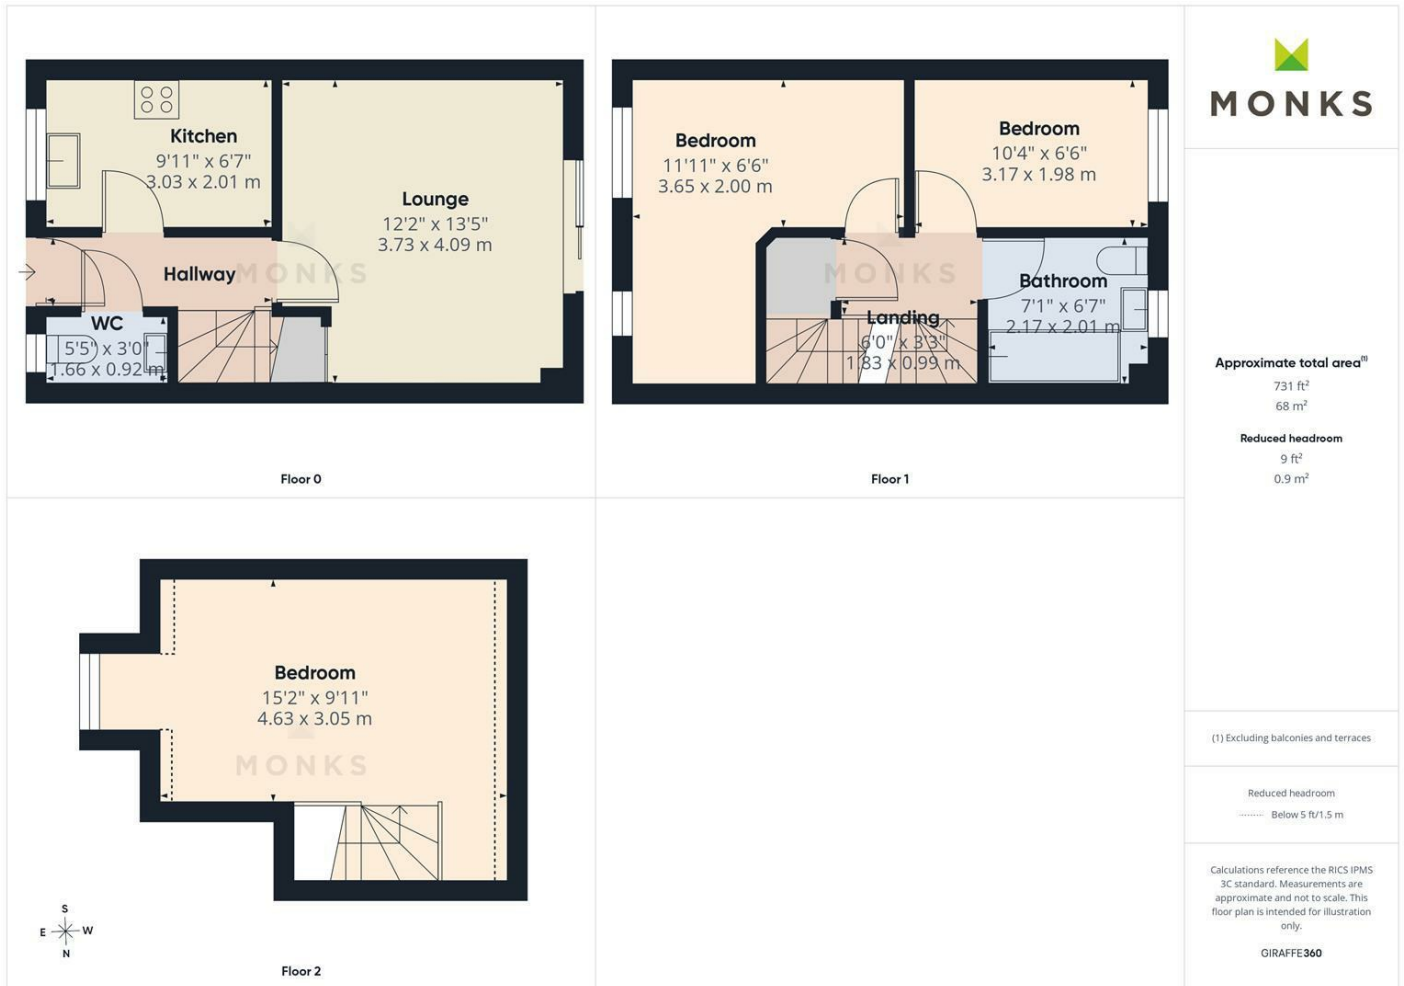 Kitchen
9'11" x 6'7"
3.03 x 2.01 m
Lounge
12'2" x 13'5"
3.73 x 4.09 m
Hallway
MONKS
WC
5'5" x 3'0"
1.66 x 0.92 m
Floor 0
Bedroom
11'11" x 6'6"
3.65 x 2.00 m
Bedroom
10'4" x 6'6"
3.17 x 1.98 m
MONKS
Bathroom
7'1" x 6'7"
2.17 x 2.01 m
Landing
6'0" x 3'3"
1.83 x 0.99 m
Floor 1
Bedroom
15'2" x 9'11"
4.63 x 3.05 m
MONKS
S
E W
N
Floor 2
MONKS
Approximate total area(1)
731 ft²
68 m²
Reduced headroom
9 ft²
0.9 m²
(1) Excluding balconies and terraces
Reduced headroom
Below 5 ft/1.5 m
Calculations reference the RICS IPMS
3C standard. Measurements are
approximate and not to scale. This
floor plan is intended for illustration
only.
GIRAFFE360